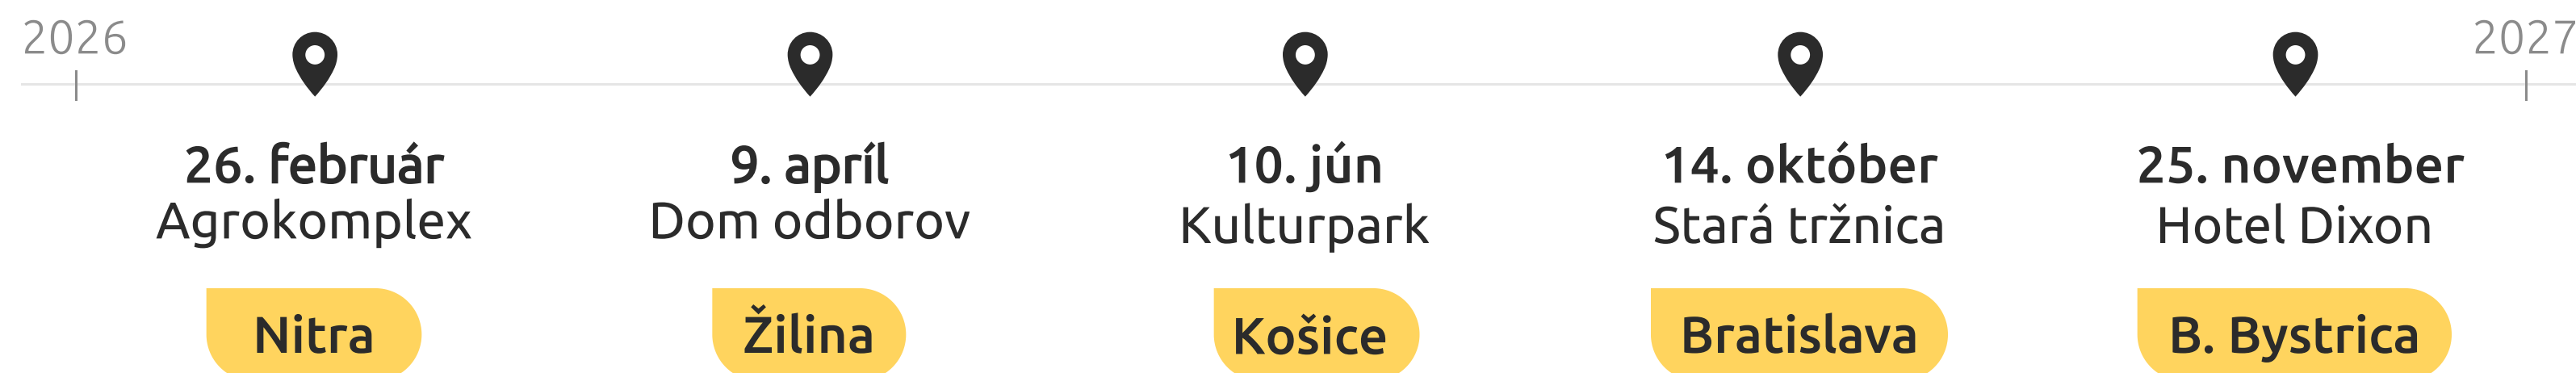 2026
2027
26. február
Agrokomplex
Nitra
9. apríl
Dom odborov
Žilina
10. jún
Kulturpark
Košice
14. október
Stará tržnica
Bratislava
25. november
Hotel Dixon
B. Bystrica